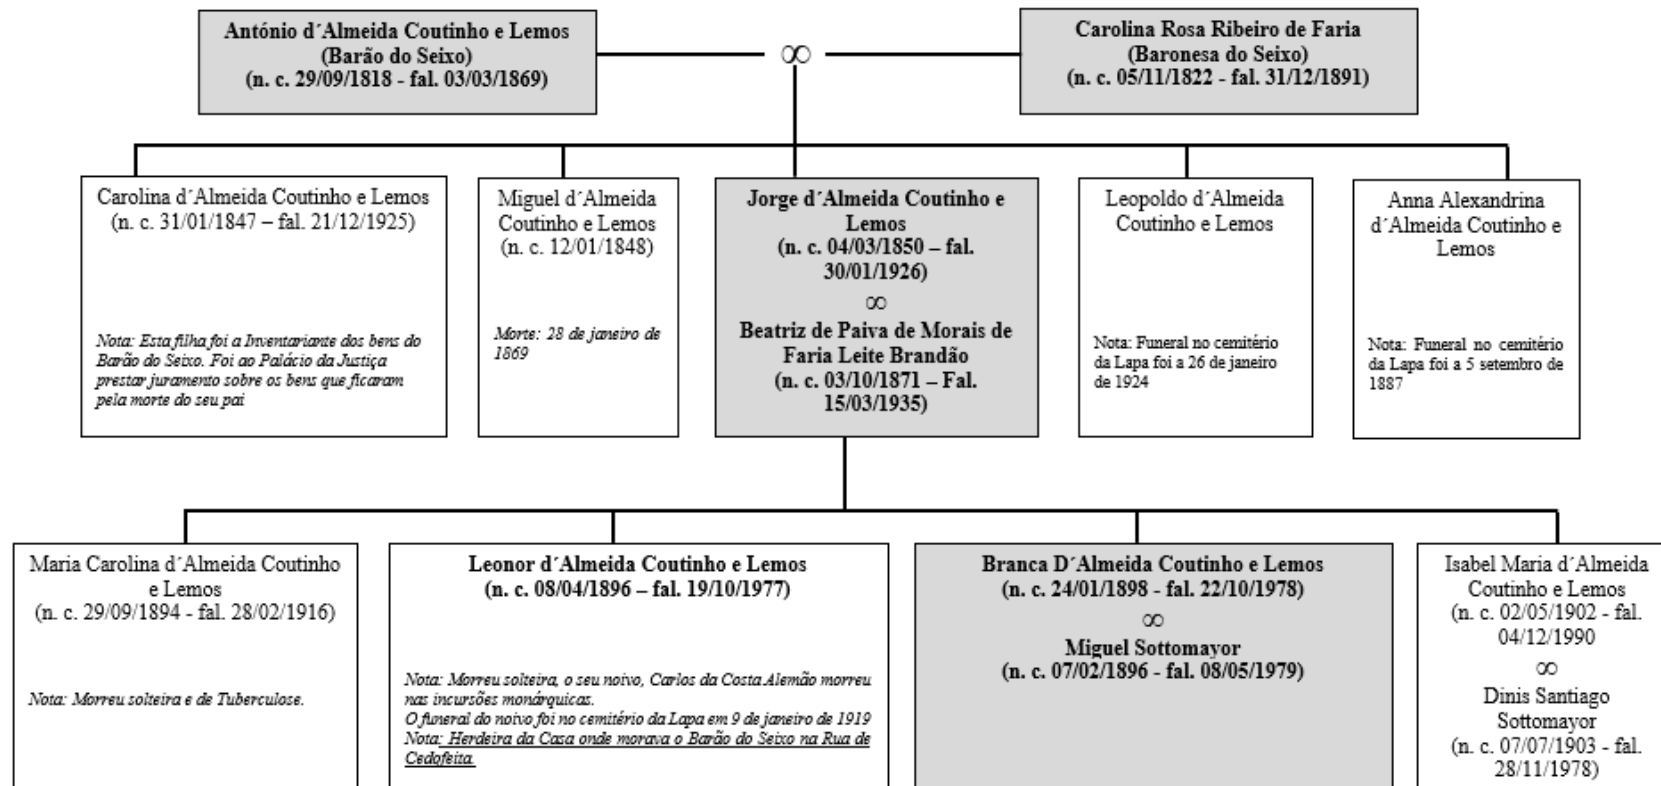 António d´Almeida Coutinho e Lemos
(Barão do Seixo)
(n. c. 29/09/1818 - fal. 03/03/1869)
∞
Carolina Rosa Ribeiro de Faria
(Baronesa do Seixo)
(n. c. 05/11/1822 - fal. 31/12/1891)
Carolina d´Almeida Coutinho e Lemos
(n. c. 31/01/1847 – fal. 21/12/1925)
Nota: Esta filha foi a Inventariante dos bens do
Barão do Seixo. Foi ao Palácio da Justiça
prestar juramento sobre os bens que ficaram
pela morte do seu pai
Miguel d´Almeida
Coutinho e Lemos
(n. c. 12/01/1848)
Morte: 28 de janeiro de
1869
Jorge d´Almeida Coutinho e
Lemos
(n. c. 04/03/1850 – fal.
30/01/1926)
∞
Beatriz de Paiva de Morais de
Faria Leite Brandão
(n. c. 03/10/1871 – Fal.
15/03/1935)
Leopoldo d´Almeida
Coutinho e Lemos
Nota: Funeral no cemitério
da Lapa foi a 26 de janeiro
de 1924
Anna Alexandrina
d´Almeida Coutinho e
Lemos
Nota: Funeral no cemitério
da Lapa foi a 5 setembro de
1887
Maria Carolina d´Almeida Coutinho
e Lemos
(n. c. 29/09/1894 - fal. 28/02/1916)
Nota: Morreu solteira e de Tuberculose.
Leonor d´Almeida Coutinho e Lemos
(n. c. 08/04/1896 – fal. 19/10/1977)
Nota: Morreu solteira, o seu noivo, Carlos da Costa Alemão morreu
nas incursões monárquicas.
O funeral do noivo foi no cemitério da Lapa em 9 de janeiro de 1919
Nota: Herdeira da Casa onde morava o Barão do Seixo na Rua de
Cedofeita.
Branca D´Almeida Coutinho e Lemos
(n. c. 24/01/1898 - fal. 22/10/1978)
∞
Miguel Sottomayor
(n. c. 07/02/1896 - fal. 08/05/1979)
Isabel Maria d´Almeida
Coutinho e Lemos
(n. c. 02/05/1902 - fal.
04/12/1990
∞
Dinis Santiago
Sottomayor
(n. c. 07/07/1903 - fal.
28/11/1978)